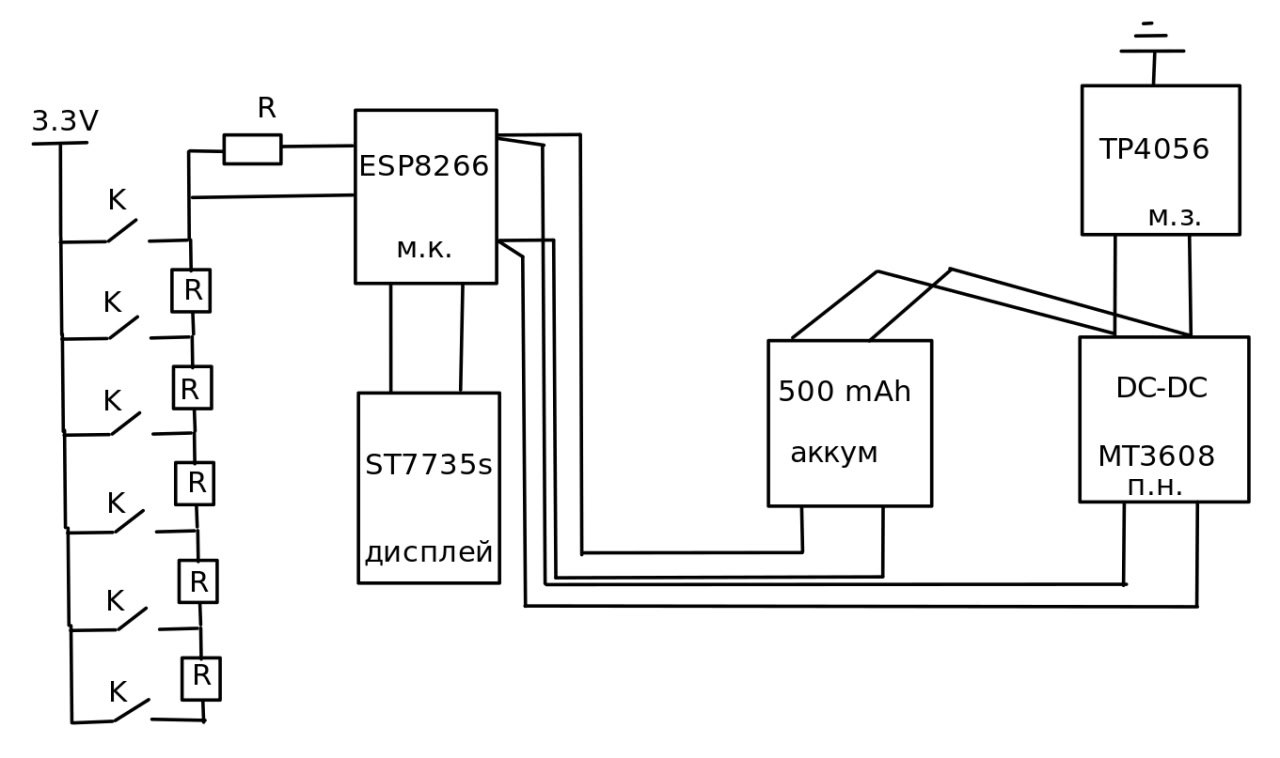 3.3V
R
K
R
K
R
K
R
K
R
K
R
K
ESP8266
м.к.
ST7735s
дисплей
500 mAh
аккум
TP4056
м.з.
DC-DC
MT3608
п.н.